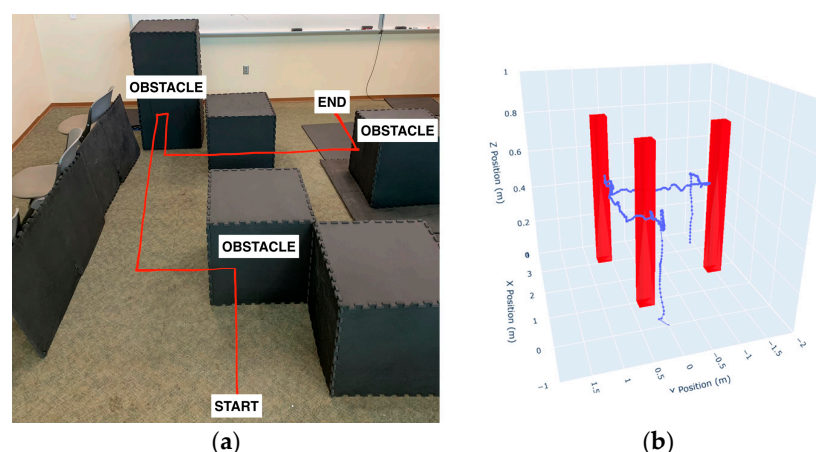 OBSTACLE
END
OBSTACLE
OBSTACLE
START
(a)
1
0.8
0.6
0.4
0.2
0
Z Position (m)
3
2
1
0
−1
X Position (m)
1.5
1
0.5
0
−0.5
−1
−1.5
−2
Y Position (m)
(b)